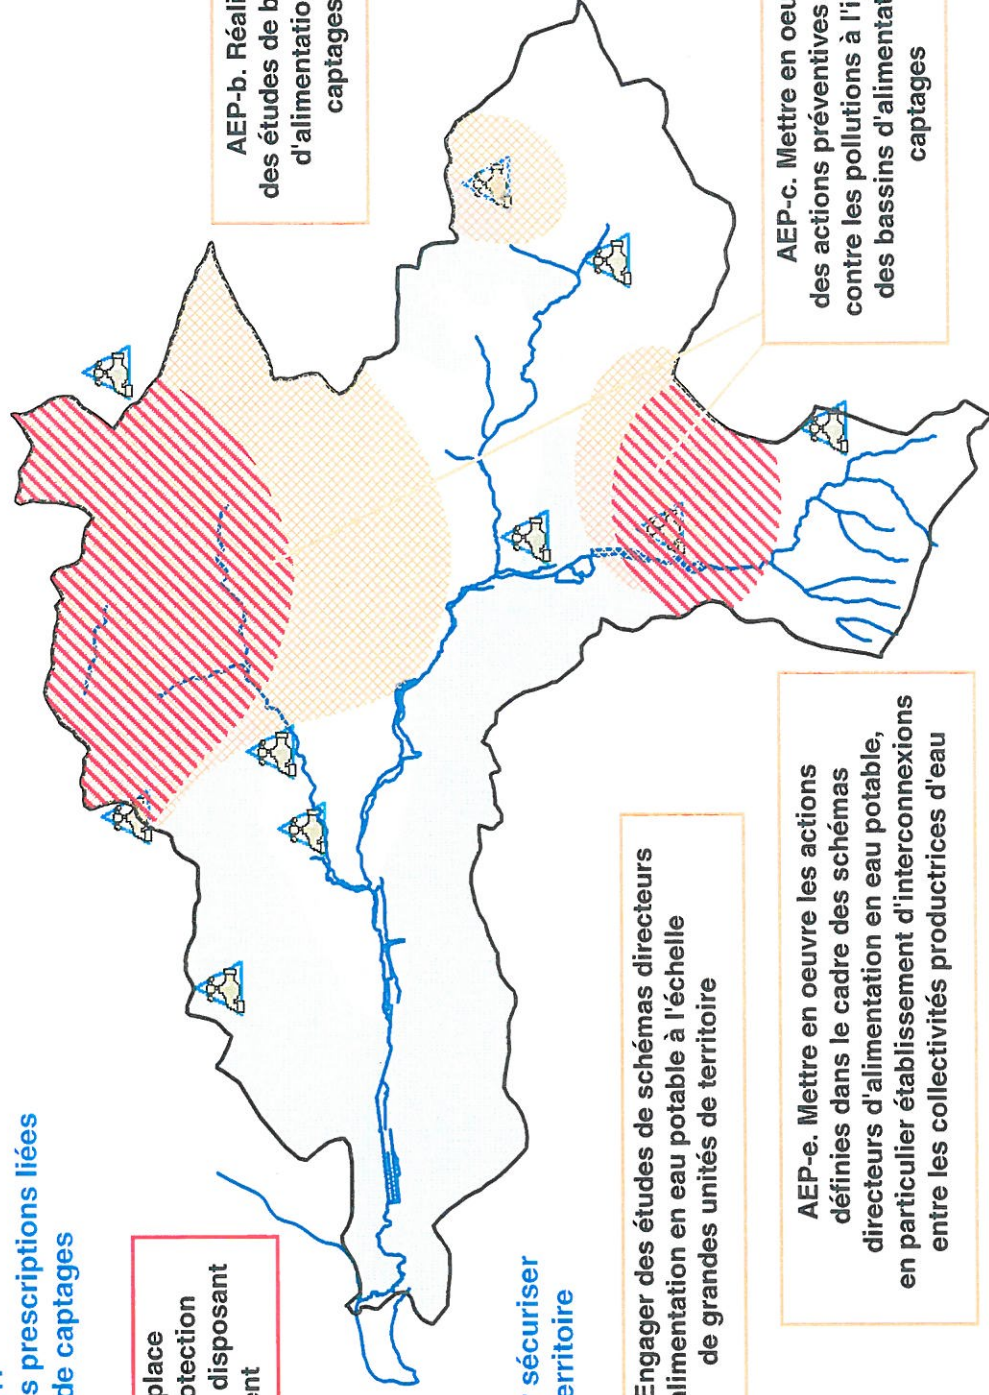 s prescriptions liées
de captages
place
otection
disposant
ent
AEP-b. Réali
des études de b
d'alimentatio
captages
sécuriser
erritoire
Engager des études de schémas directeurs
alimentation en eau potable à l'échelle
de grandes unités de territoire
AEP-c. Mettre en oeu
des actions préventives
contre les pollutions à l'i
des bassins d'alimentat
captages
AEP-e. Mettre en oeuvre les actions
définies dans le cadre des schémas
directeurs d'alimentation en eau potable,
en particulier établissement d'interconnexions
entre les collectivités productrices d'eau